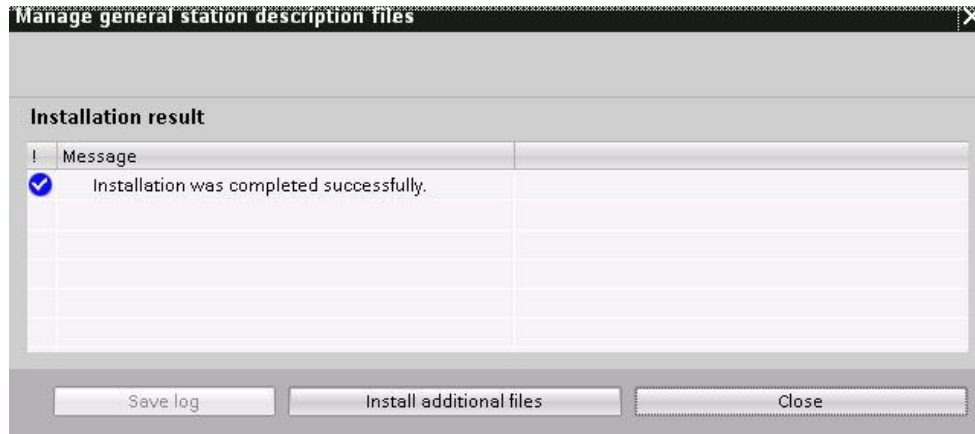 Manage general station description files
Installation result
! Message
Installation was completed successfully.
Save log Install additional files Close